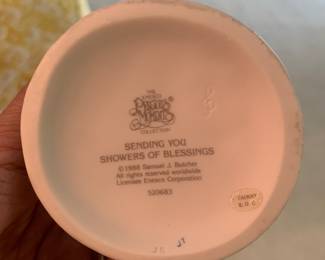 THE
ENESCO
PRECIOUS
MOMENTS®
COLLECTION
SENDING YOU
SHOWERS OF BLESSINGS
©1988 Samuel J. Butcher
All rights reserved worldwide
Licensee Enesco Corporation
520683
TAIWAN
R.O.C